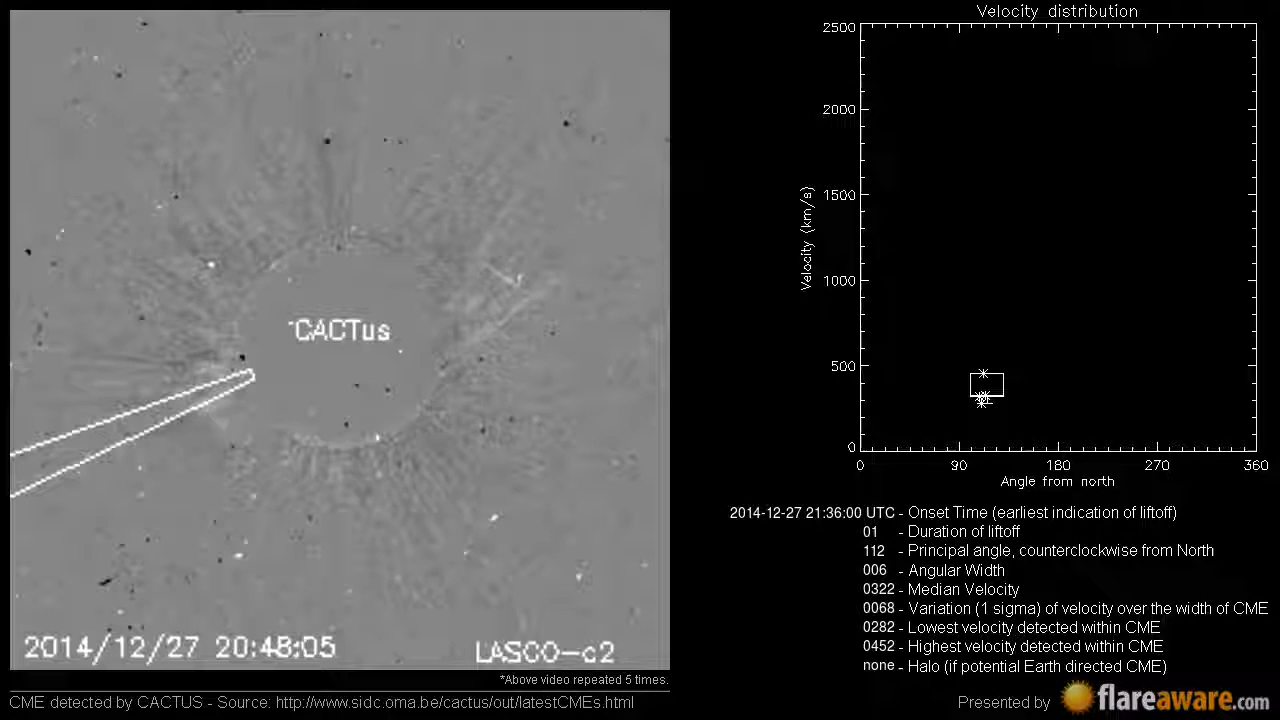 CACTus
2014/12/27 20:48:05
LASCO-c2
*Above video repeated 5 times.
CME detected by CACTUS - Source: http://www.sidc.oma.be/cactus/out/latestCMEs.html
Velocity distribution
2500
2000
1500
1000
500
0
Velocity (km/s)
0 90 180 270 360
Angle from north
2014-12-27 21:36:00 UTC - Onset Time (earliest indication of liftoff)
01 - Duration of liftoff
112 - Principal angle, counterclockwise from North
006 - Angular Width
0322 - Median Velocity
0068 - Variation (1 sigma) of velocity over the width of CME
0282 - Lowest velocity detected within CME
0452 - Highest velocity detected within CME
none - Halo (if potential Earth directed CME)
Presented by flareaware.com